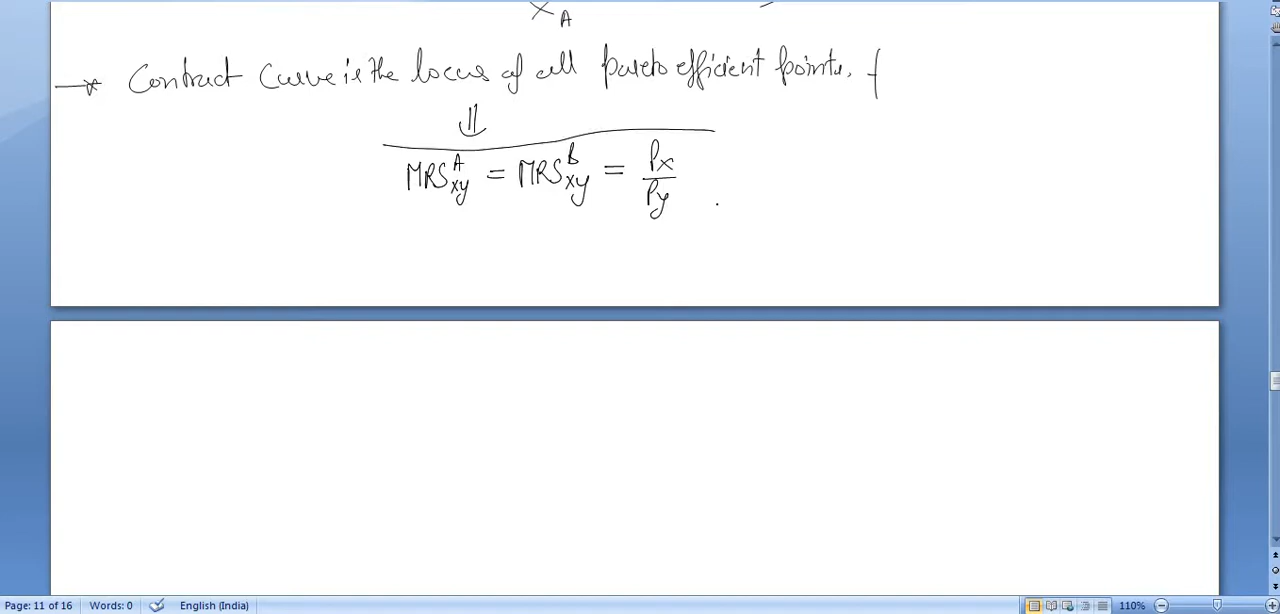 X_A
→* Contract Curve is the locus of all pareto efficient points. {
⇓
MRS^A_xy = MRS^B_xy = Px/Py
Page: 11 of 16 Words: 0 English (India) 110%